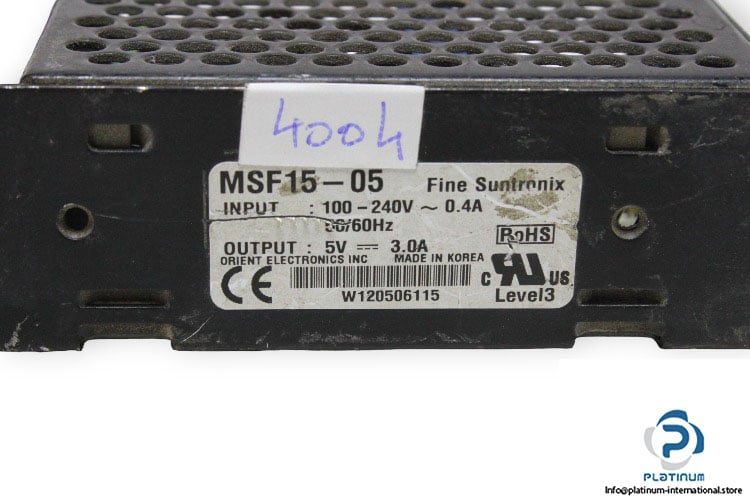 4004
MSF15-05 Fine Suntronix
INPUT : 100-240V ~ 0.4A
50/60Hz
OUTPUT : 5V ⎓ 3.0A
RoHS
ORIENT ELECTRONICS INC MADE IN KOREA
CE
W120506115
c RU US
Level3
PLATINUM
Info@platinum-international.store